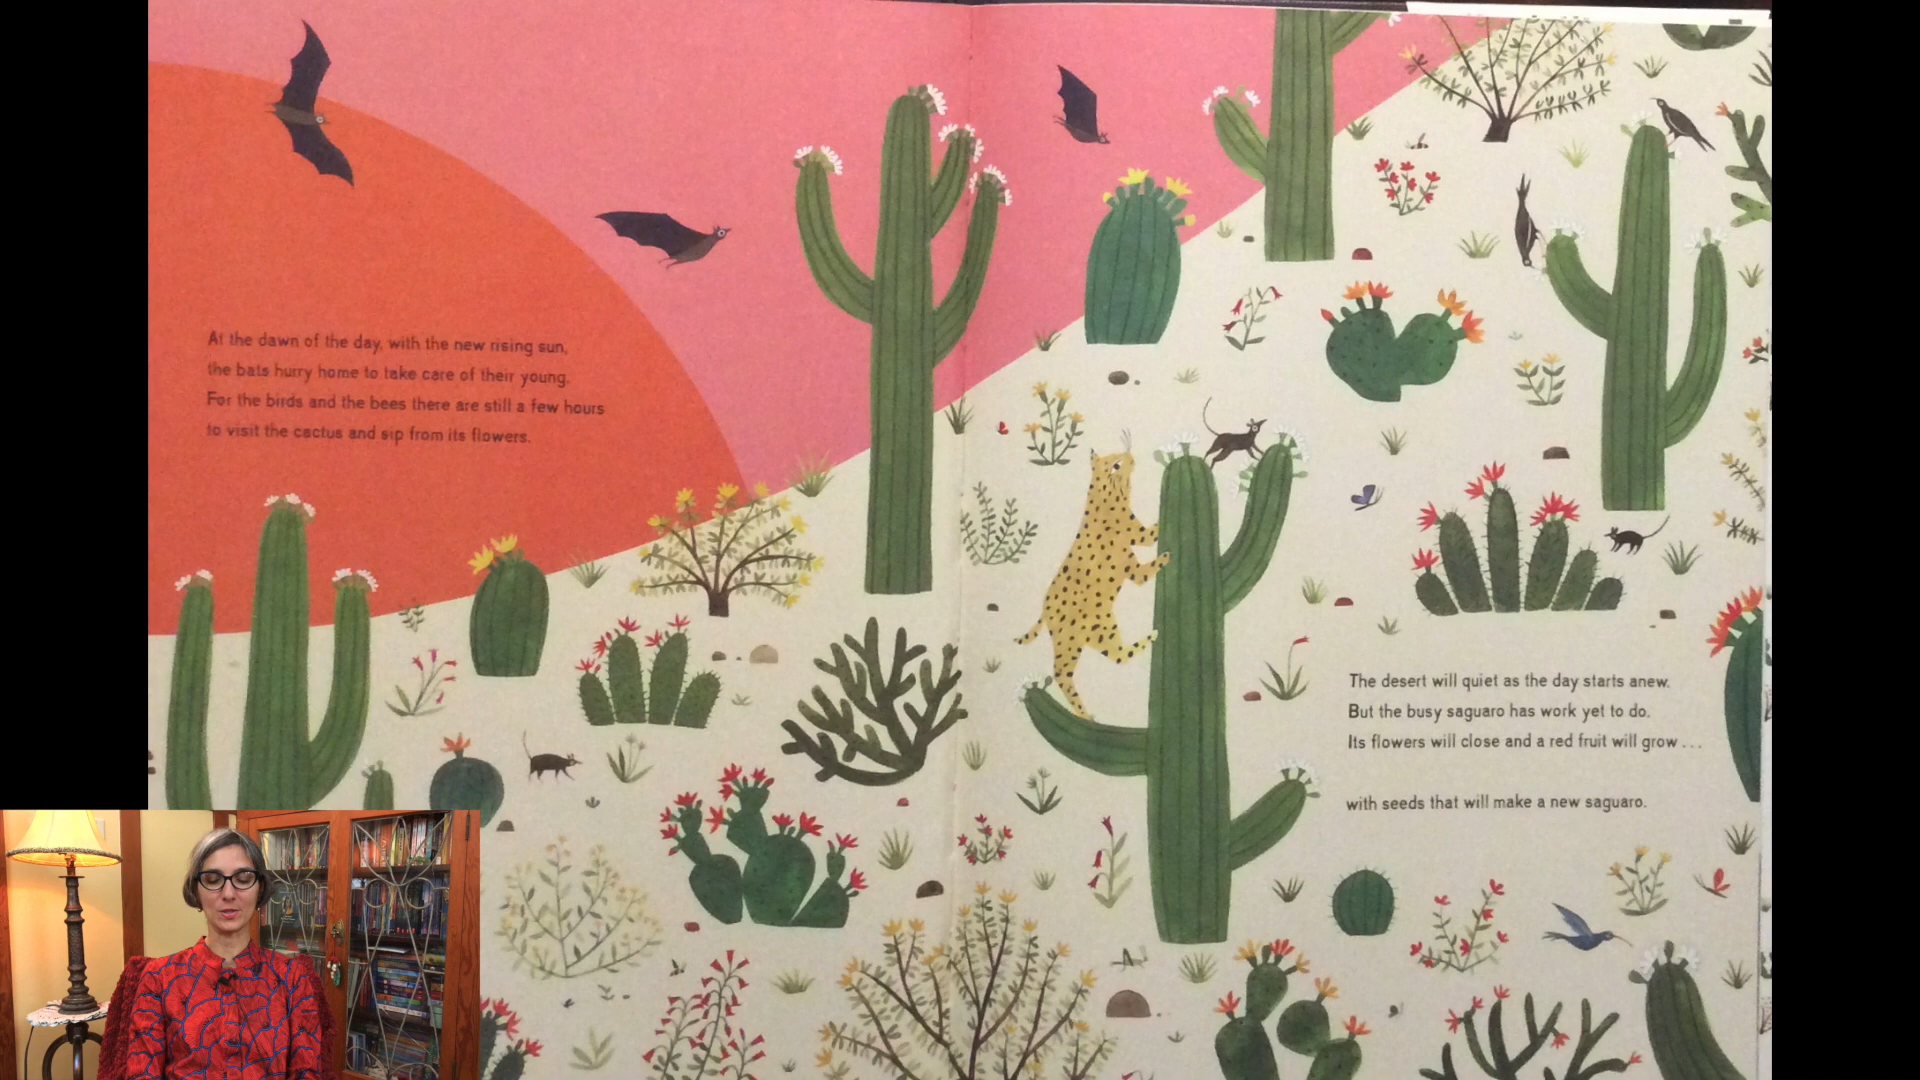 At the dawn of the day, with the new rising sun,
the bats hurry home to take care of their young.
For the birds and the bees there are still a few hours
to visit the cactus and sip from its flowers.
The desert will quiet as the day starts anew.
But the busy saguaro has work yet to do.
Its flowers will close and a red fruit will grow ...
with seeds that will make a new saguaro.